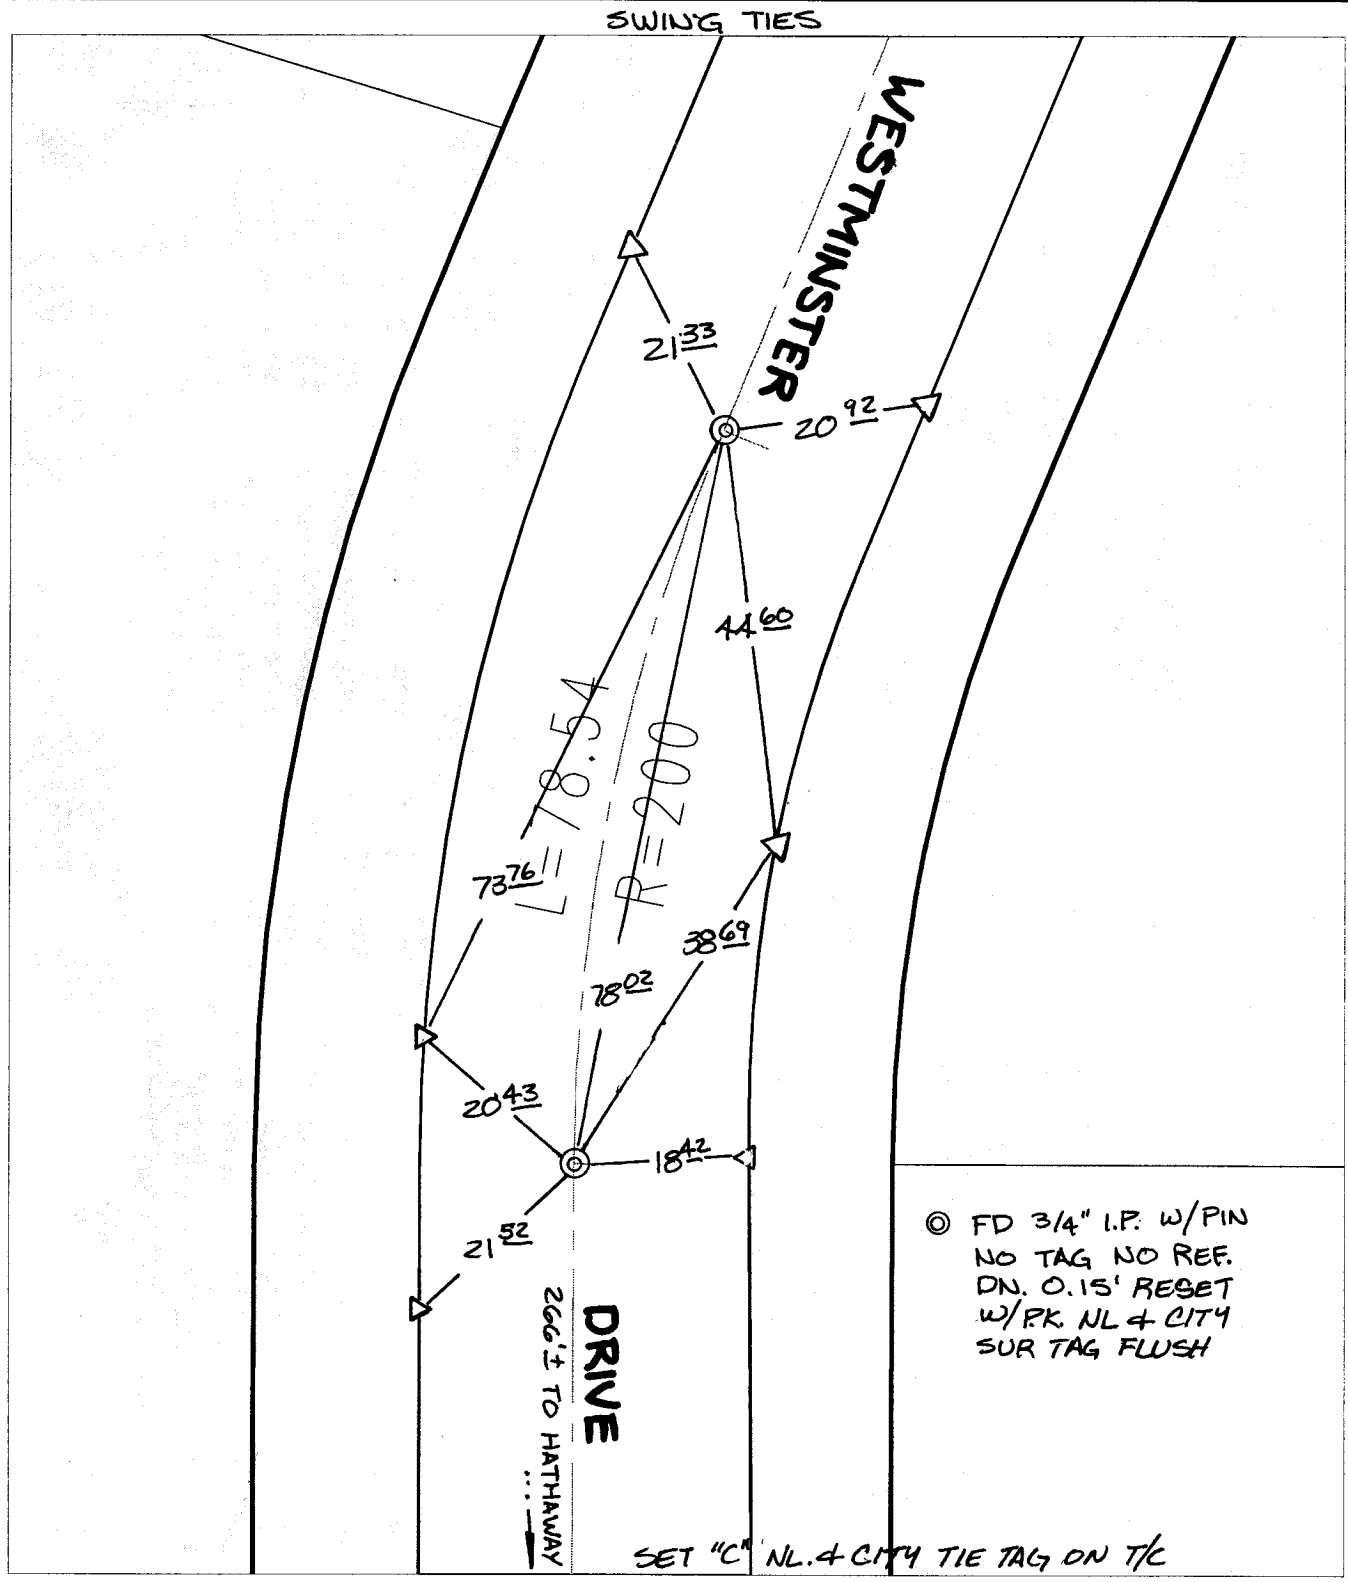 SWING TIES
WESTMINSTER
21 33
20 92
44 60
L=78.54
R=200
73 76
38 69
78 02
20 43
18 42
21 52
DRIVE
266'± TO HATHAWAY
FD 3/4" I.P. W/PIN
NO TAG NO REF.
DN. 0.15' RESET
W/P.K. NL & CITY
SUR TAG FLUSH
SET "C" NL. & CITY TIE TAG ON T/C